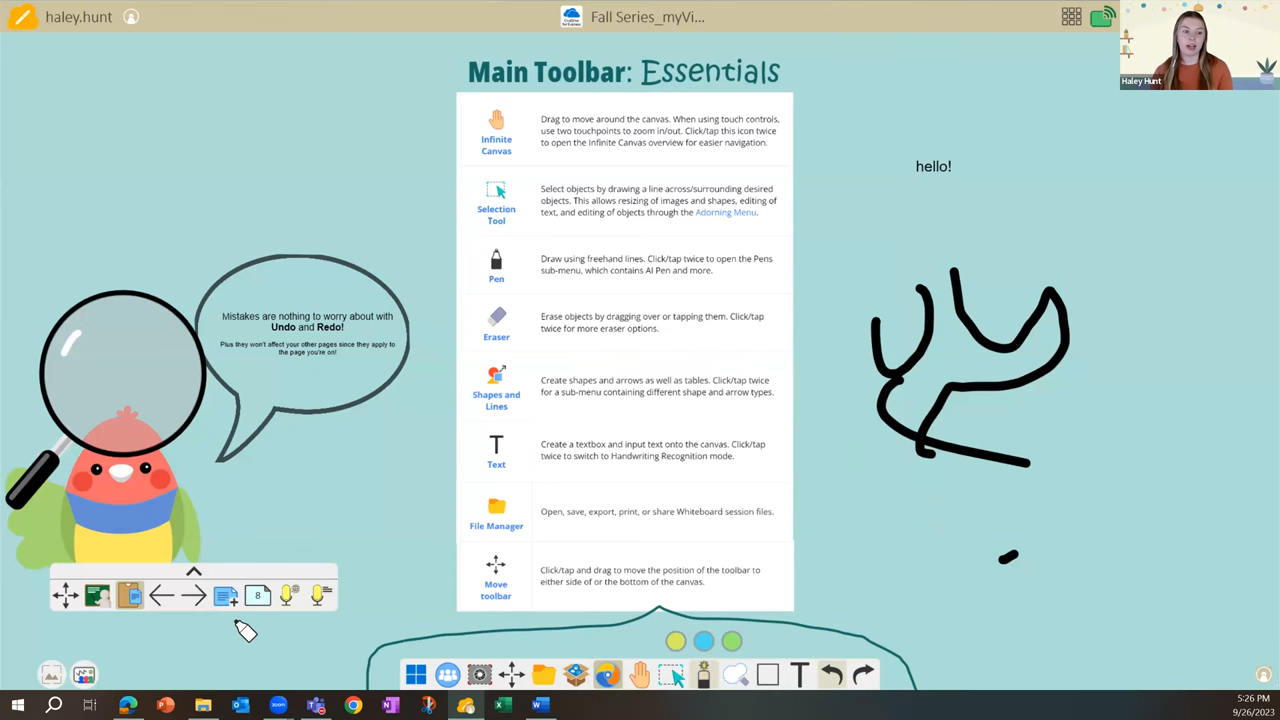 haley.hunt
Fall Series_myVi...
Haley Hunt
Main Toolbar: Essentials
Infinite
Canvas
Drag to move around the canvas. When using touch controls,
use two touchpoints to zoom in/out. Click/tap this icon twice
to open the Infinite Canvas overview for easier navigation.
Selection
Tool
Select objects by drawing a line across/surrounding desired
objects. This allows resizing of images and shapes, editing of
text, and editing of objects through the Adorning Menu.
Pen
Draw using freehand lines. Click/tap twice to open the Pens
sub-menu, which contains AI Pen and more.
Eraser
Erase objects by dragging over or tapping them. Click/tap
twice for more eraser options.
Shapes and
Lines
Create shapes and arrows as well as tables. Click/tap twice
for a sub-menu containing different shape and arrow types.
T
Text
Create a textbox and input text onto the canvas. Click/tap
twice to switch to Handwriting Recognition mode.
File Manager
Open, save, export, print, or share Whiteboard session files.
Move
toolbar
Click/tap and drag to move the position of the toolbar to
either side of or the bottom of the canvas.
hello!
Mistakes are nothing to worry about with
Undo and Redo!
Plus they won't affect your other pages since they apply to
the page you're on!
8
T
zoom
5:26 PM
9/26/2023